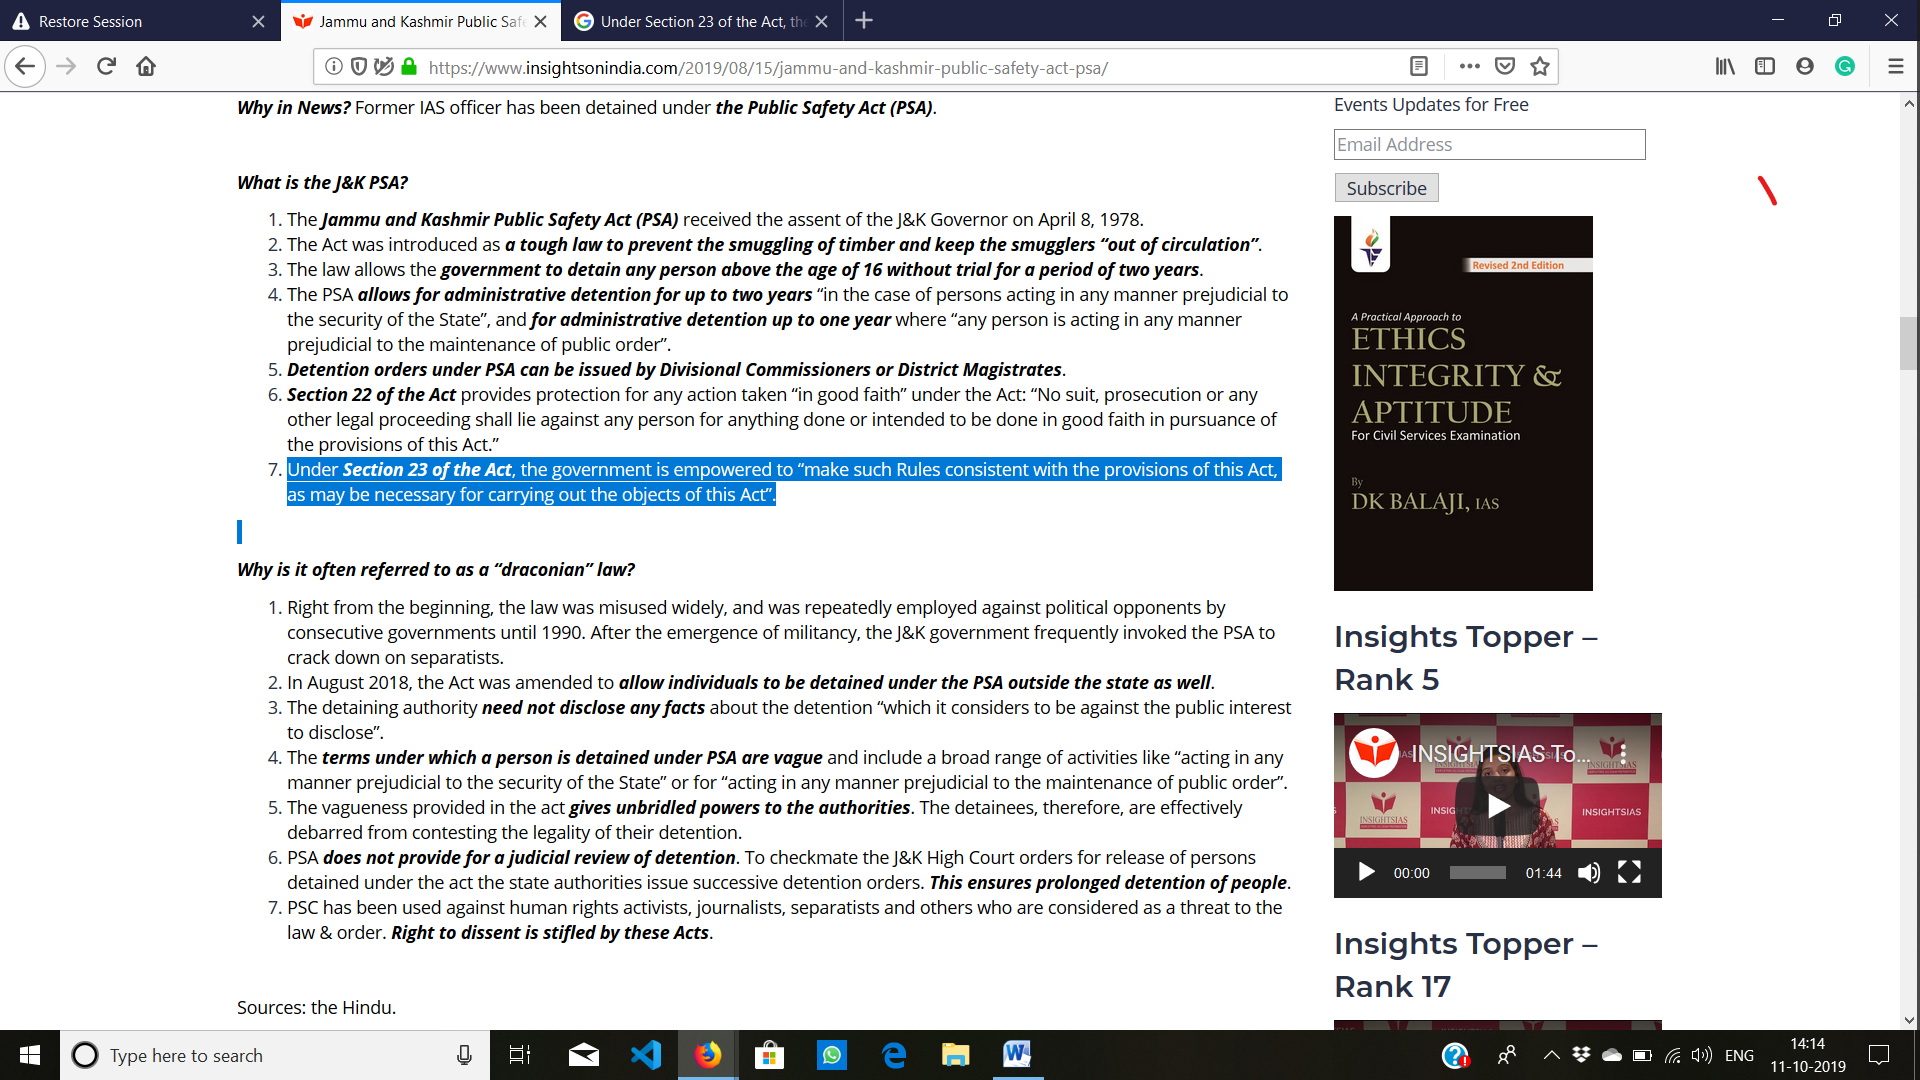 Restore Session
Jammu and Kashmir Public Safe
Under Section 23 of the Act, the
https://www.insightsonindia.com/2019/08/15/jammu-and-kashmir-public-safety-act-psa/
Why in News? Former IAS officer has been detained under the Public Safety Act (PSA).
What is the J&K PSA?
1. The Jammu and Kashmir Public Safety Act (PSA) received the assent of the J&K Governor on April 8, 1978.
2. The Act was introduced as a tough law to prevent the smuggling of timber and keep the smugglers “out of circulation”.
3. The law allows the government to detain any person above the age of 16 without trial for a period of two years.
4. The PSA allows for administrative detention for up to two years “in the case of persons acting in any manner prejudicial to
the security of the State”, and for administrative detention up to one year where “any person is acting in any manner
prejudicial to the maintenance of public order”.
5. Detention orders under PSA can be issued by Divisional Commissioners or District Magistrates.
6. Section 22 of the Act provides protection for any action taken “in good faith” under the Act: “No suit, prosecution or any
other legal proceeding shall lie against any person for anything done or intended to be done in good faith in pursuance of
the provisions of this Act.”
7. Under Section 23 of the Act, the government is empowered to “make such Rules consistent with the provisions of this Act,
as may be necessary for carrying out the objects of this Act”.
Why is it often referred to as a “draconian” law?
1. Right from the beginning, the law was misused widely, and was repeatedly employed against political opponents by
consecutive governments until 1990. After the emergence of militancy, the J&K government frequently invoked the PSA to
crack down on separatists.
2. In August 2018, the Act was amended to allow individuals to be detained under the PSA outside the state as well.
3. The detaining authority need not disclose any facts about the detention “which it considers to be against the public interest
to disclose”.
4. The terms under which a person is detained under PSA are vague and include a broad range of activities like “acting in any
manner prejudicial to the security of the State” or for “acting in any manner prejudicial to the maintenance of public order”.
5. The vagueness provided in the act gives unbridled powers to the authorities. The detainees, therefore, are effectively
debarred from contesting the legality of their detention.
6. PSA does not provide for a judicial review of detention. To checkmate the J&K High Court orders for release of persons
detained under the act the state authorities issue successive detention orders. This ensures prolonged detention of people.
7. PSC has been used against human rights activists, journalists, separatists and others who are considered as a threat to the
law & order. Right to dissent is stifled by these Acts.
Sources: the Hindu.
Events Updates for Free
Email Address
Subscribe
Revised 2nd Edition
A Practical Approach to
ETHICS
INTEGRITY &
APTITUDE
For Civil Services Examination
By
DK BALAJI, IAS
Insights Topper –
Rank 5
INSIGHTSIAS To...
INSIGHTSIAS
INSIGH
INSIGHTSIAS
00:00
01:44
Insights Topper –
Rank 17
Type here to search
ENG
14:14
11-10-2019